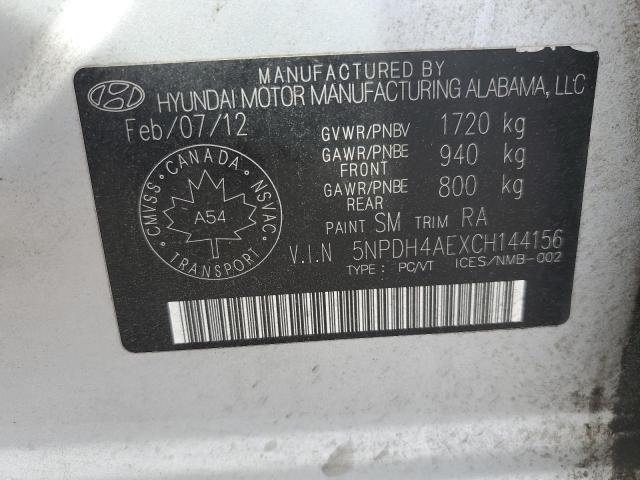 MANUFACTURED BY
HYUNDAI MOTOR MANUFACTURING ALABAMA, LLC
Feb/07/12
GVWR/PNBV 1720 kg
GAWR/PNBE FRONT 940 kg
GAWR/PNBE REAR 800 kg
CMVSS · CANADA · NSVAC · TRANSPORT
A54
PAINT SM TRIM RA
V.I.N 5NPDH4AEXCH144156
TYPE : PC/VT ICES/NMB-002